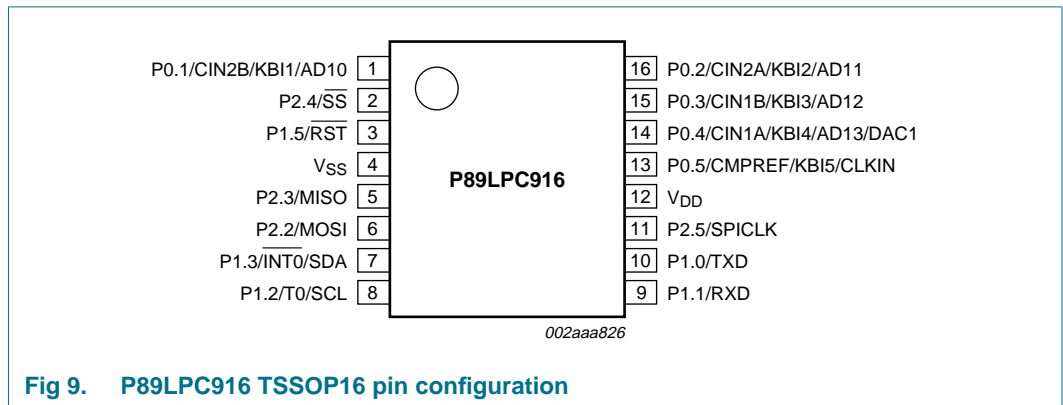 P0.1/CIN2B/KBI1/AD10 1 16 P0.2/CIN2A/KBI2/AD11
P2.4/SS 2 15 P0.3/CIN1B/KBI3/AD12
P1.5/RST 3 14 P0.4/CIN1A/KBI4/AD13/DAC1
VSS 4 13 P0.5/CMPREF/KBI5/CLKIN
P89LPC916
P2.3/MISO 5 12 VDD
P2.2/MOSI 6 11 P2.5/SPICLK
P1.3/INT0/SDA 7 10 P1.0/TXD
P1.2/T0/SCL 8 9 P1.1/RXD
002aaa826
Fig 9. P89LPC916 TSSOP16 pin configuration